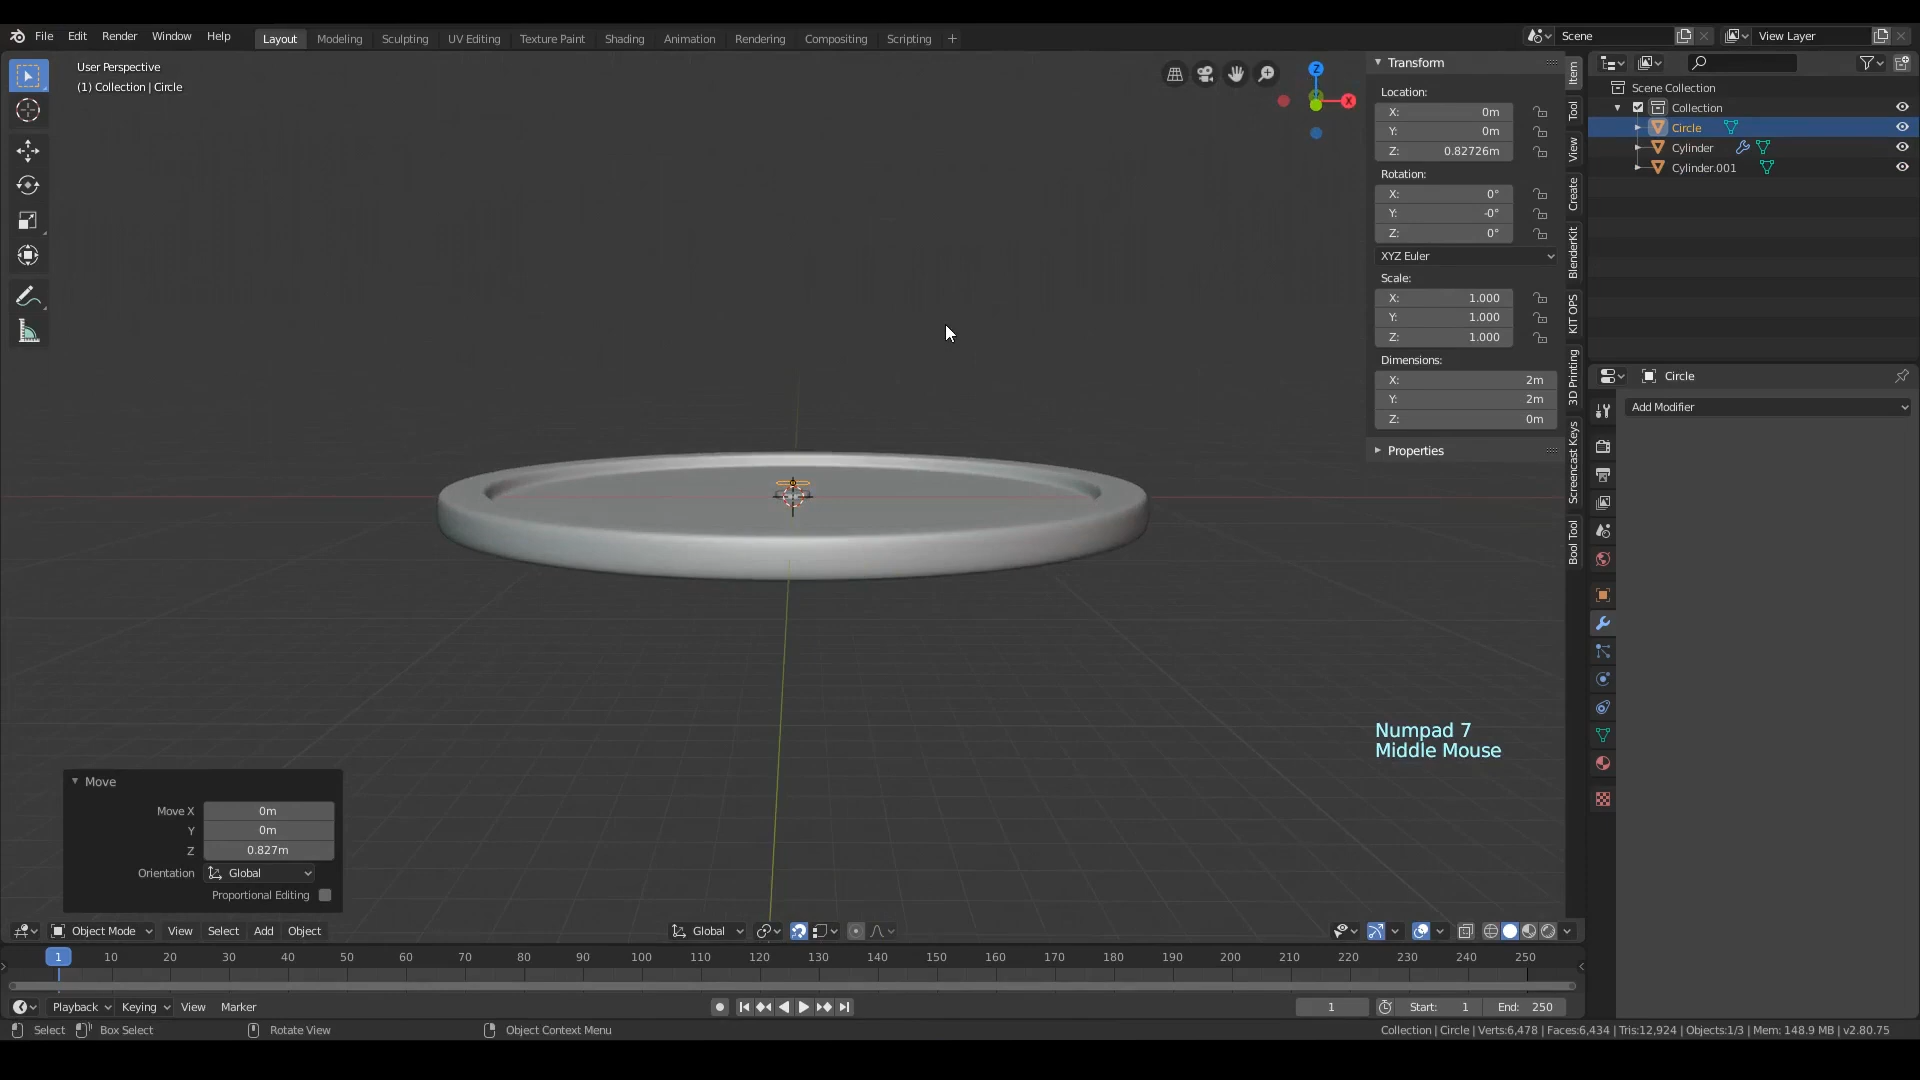 File Edit Render Window Help Layout Modeling Sculpting UV Editing Texture Paint Shading Animation Rendering Compositing Scripting + Scene View Layer
User Perspective
(1) Collection | Circle
Z
X
Transform
Location:
X: 0m
Y: 0m
Z: 0.82726m
Rotation:
X: 0°
Y: -0°
Z: 0°
XYZ Euler
Scale:
X: 1.000
Y: 1.000
Z: 1.000
Dimensions:
X: 2m
Y: 2m
Z: 0m
Properties
Item
Tool
View
Create
BlenderKit
KIT OPS
3D Printing
Screencast Keys
Bool Tool
Scene Collection
Collection
Circle
Cylinder
Cylinder.001
Circle
Add Modifier
Numpad 7
Middle Mouse
Move
Move X 0m
Y 0m
Z 0.827m
Orientation Global
Proportional Editing
Object Mode View Select Add Object Global
1 10 20 30 40 50 60 70 80 90 100 110 120 130 140 150 160 170 180 190 200 210 220 230 240 250
Playback Keying View Marker 1 Start: 1 End: 250
Select Box Select Rotate View Object Context Menu Collection | Circle | Verts:6,478 | Faces:6,434 | Tris:12,924 | Objects:1/3 | Mem: 148.9 MB | v2.80.75